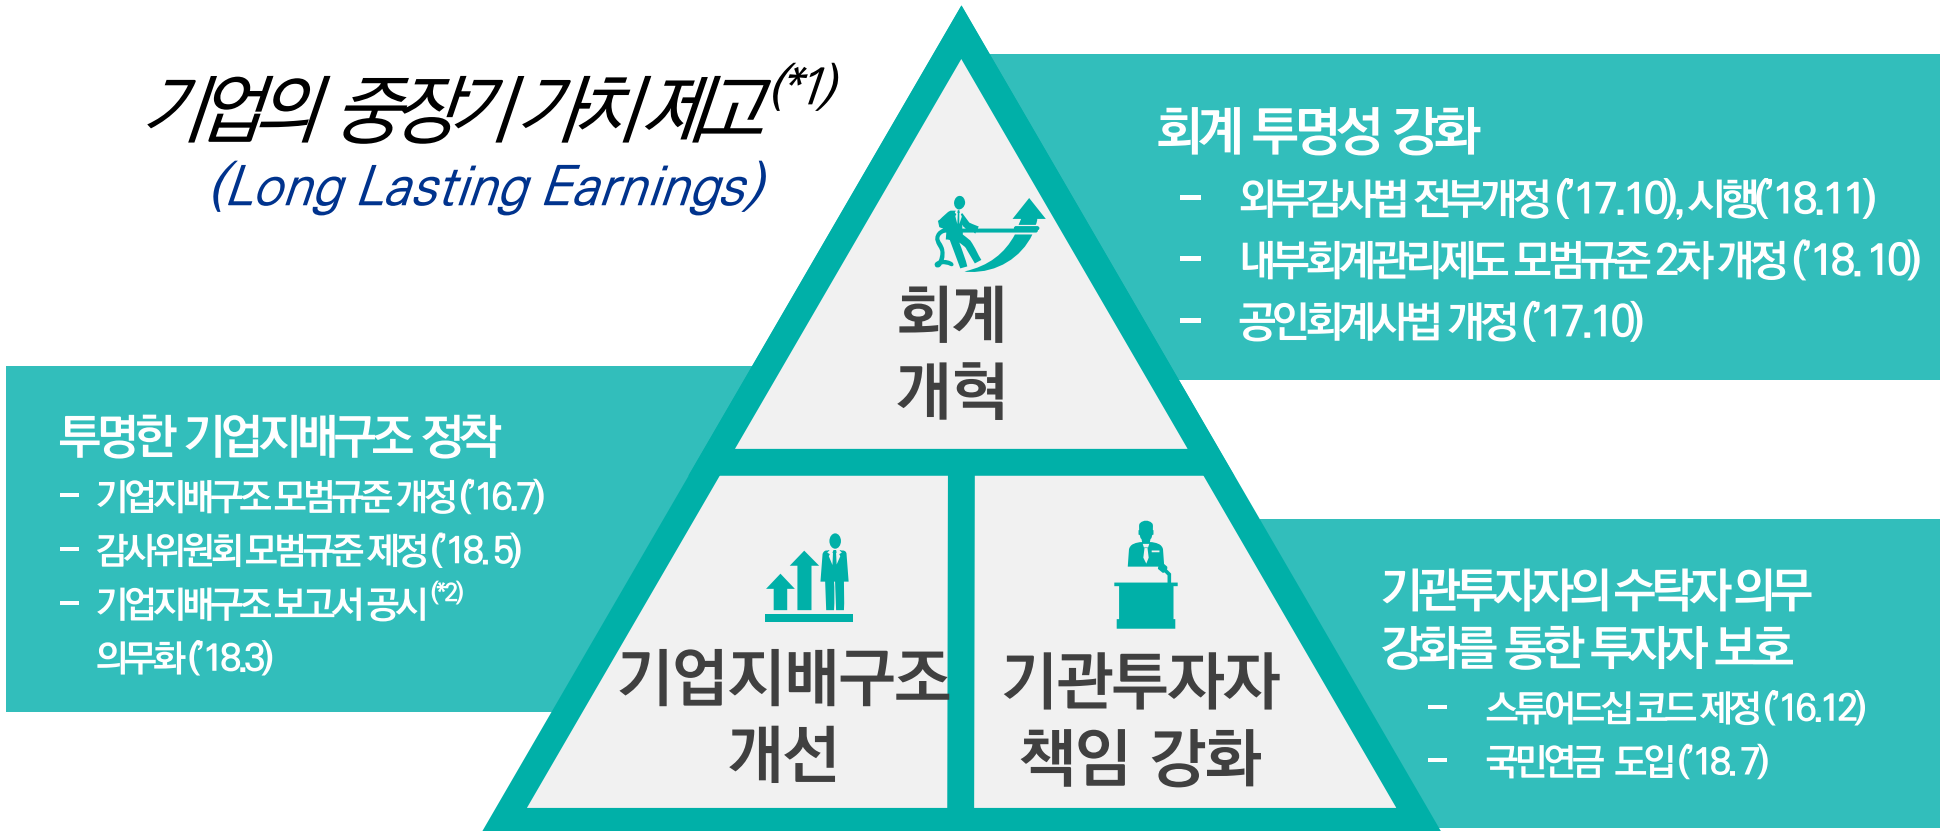 기업의 중장기 가치 제고(*1)
(Long Lasting Earnings)
회계 투명성 강화
- 외부감사법 전부개정 (’17.10), 시행(’18.11)
- 내부회계관리제도 모범규준 2차 개정 (’18. 10)
- 공인회계사법 개정 (’17.10)
회계
개혁
투명한 기업지배구조 정착
- 기업지배구조 모범규준 개정 (’16.7)
- 감사위원회 모범규준 제정 (’18. 5)
- 기업지배구조 보고서 공시 (*2)
의무화 (’18.3)
기업지배구조
개선
기관투자자
책임 강화
기관투자자의 수탁자 의무
강화를 통한 투자자 보호
- 스튜어드십 코드 제정 (’16.12)
- 국민연금 도입 (’18. 7)